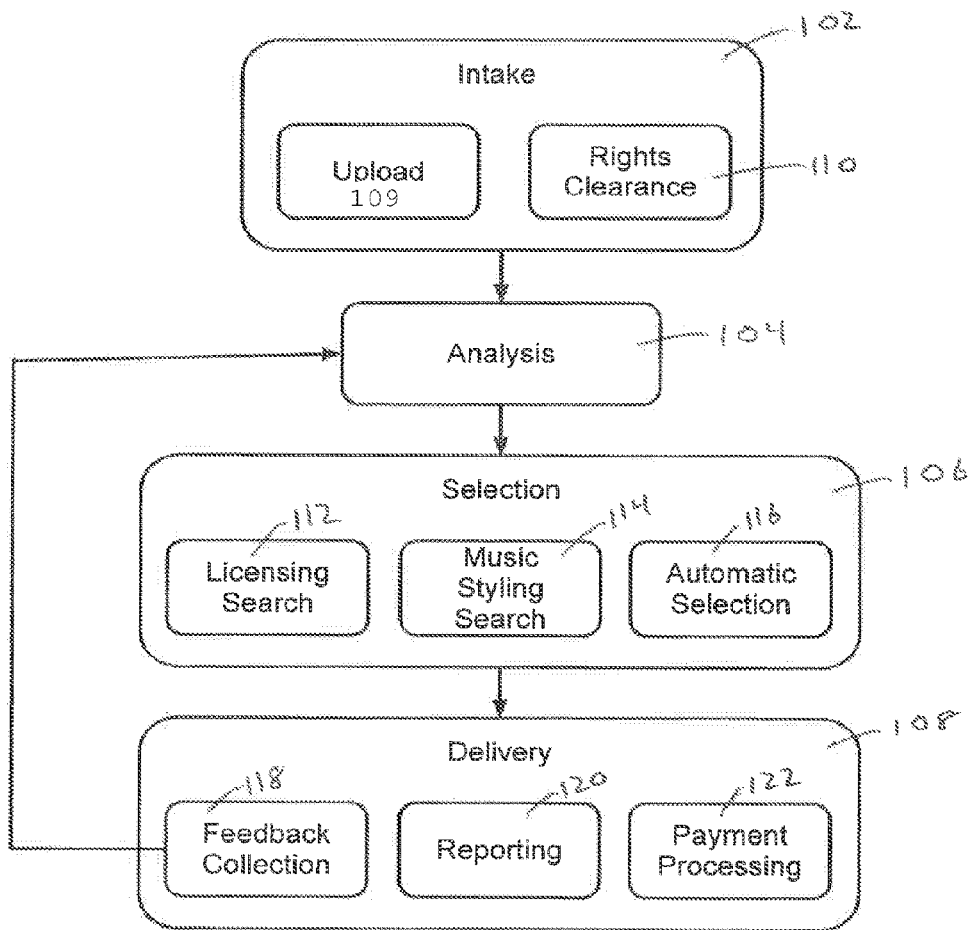 102
Intake
Upload
109
Rights
Clearance
110
Analysis
104
Selection
106
112
Licensing
Search
114
Music
Styling
Search
116
Automatic
Selection
Delivery
108
118
Feedback
Collection
120
Reporting
122
Payment
Processing